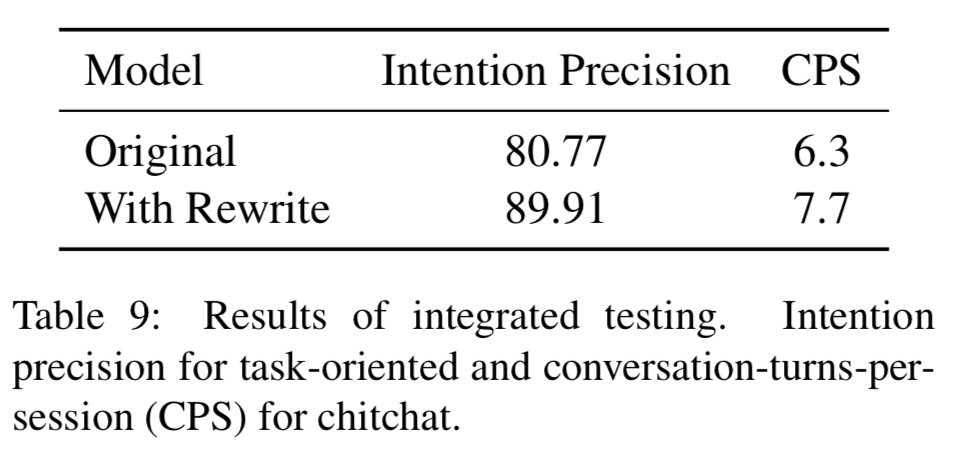 Model Intention Precision CPS
Original 80.77 6.3
With Rewrite 89.91 7.7
Table 9: Results of integrated testing. Intention
precision for task-oriented and conversation-turns-per-
session (CPS) for chitchat.